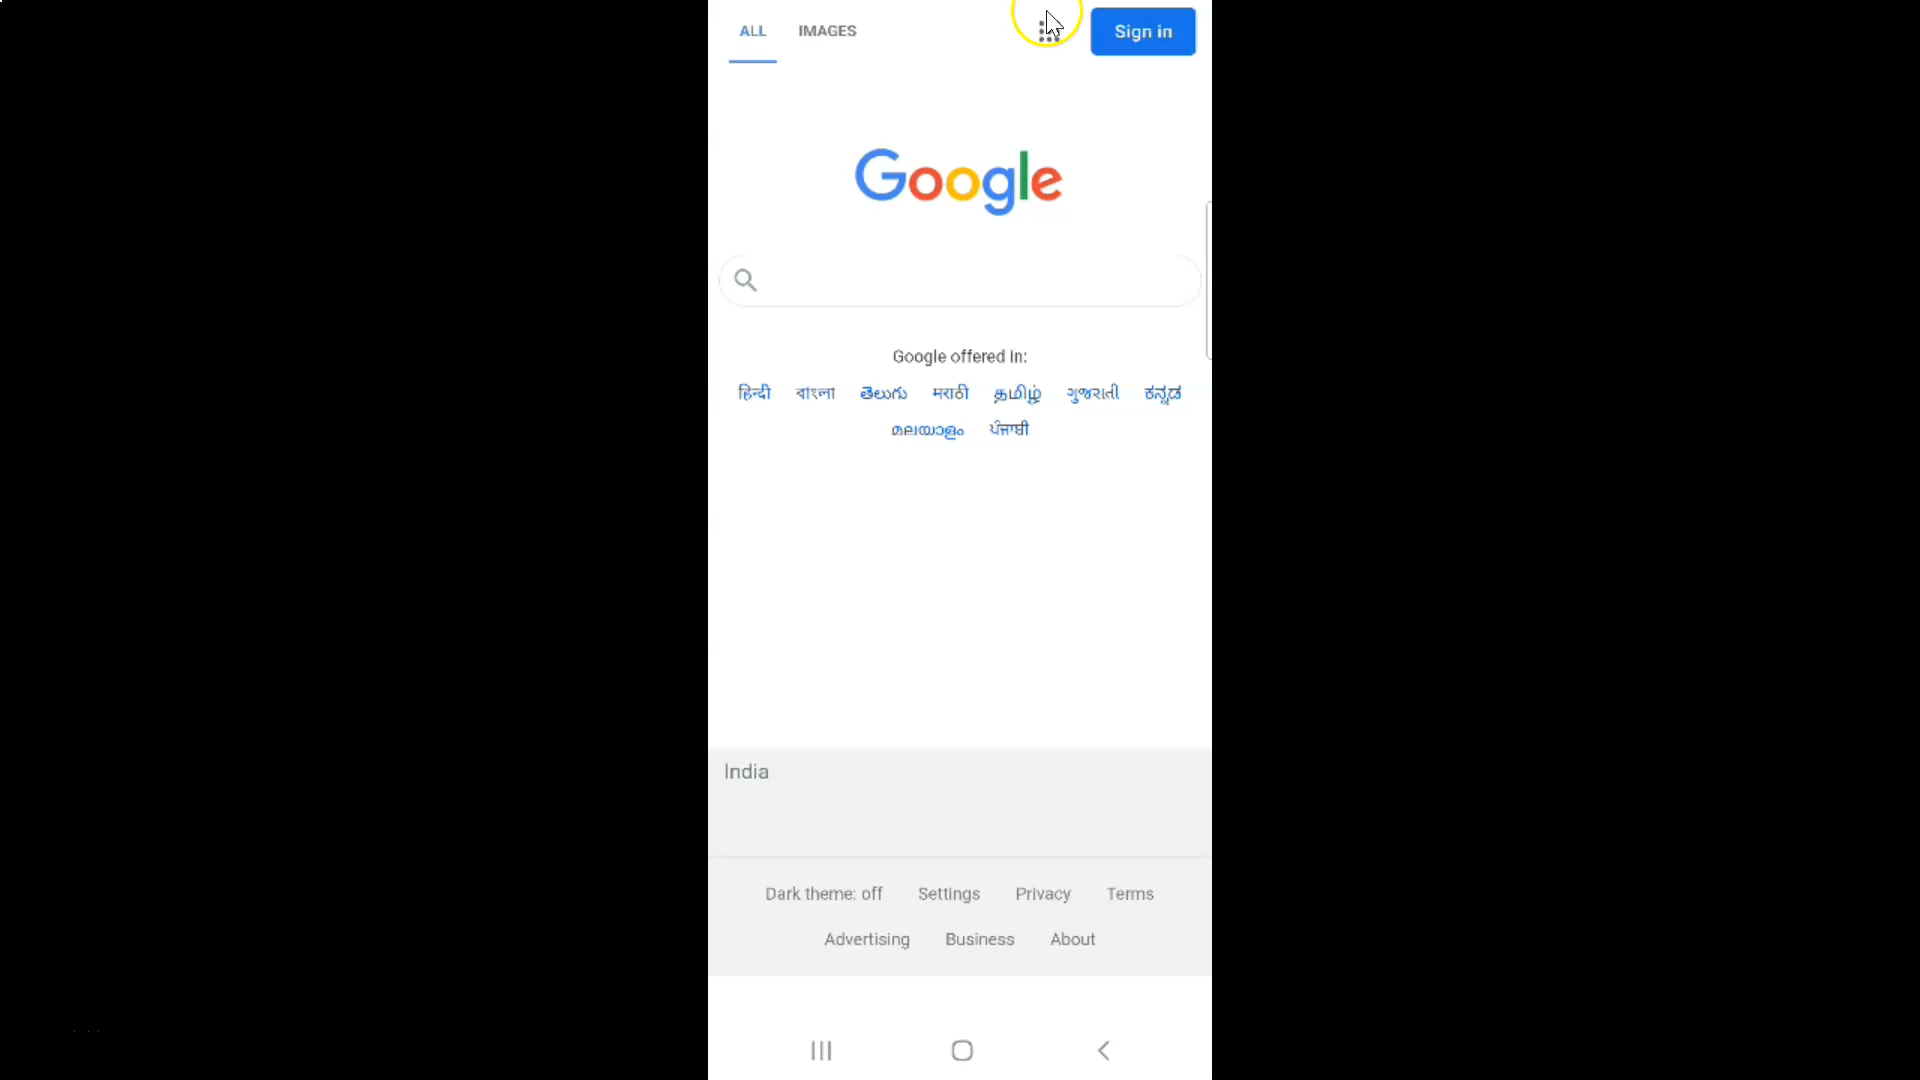 ALL IMAGES Sign in
Google
Google offered in:
हिन्दी বাংলা తెలుగు मराठी தமிழ் ગુજરાતી ಕನ್ನಡ
മലയാളം ਪੰਜਾਬੀ
India
Dark theme: off Settings Privacy Terms
Advertising Business About